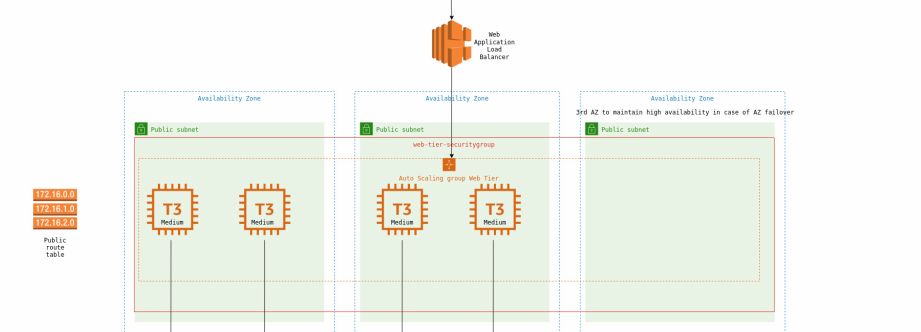 Web
Application
Load
Balancer
Availability Zone
Availability Zone
Availability Zone
3rd AZ to maintain high availability in case of AZ failover
Public subnet
Public subnet
Public subnet
web-tier-securitygroup
Auto Scaling group Web Tier
172.16.0.0
172.16.1.0
172.16.2.0
Public
route
table
T3
Medium
T3
Medium
T3
Medium
T3
Medium